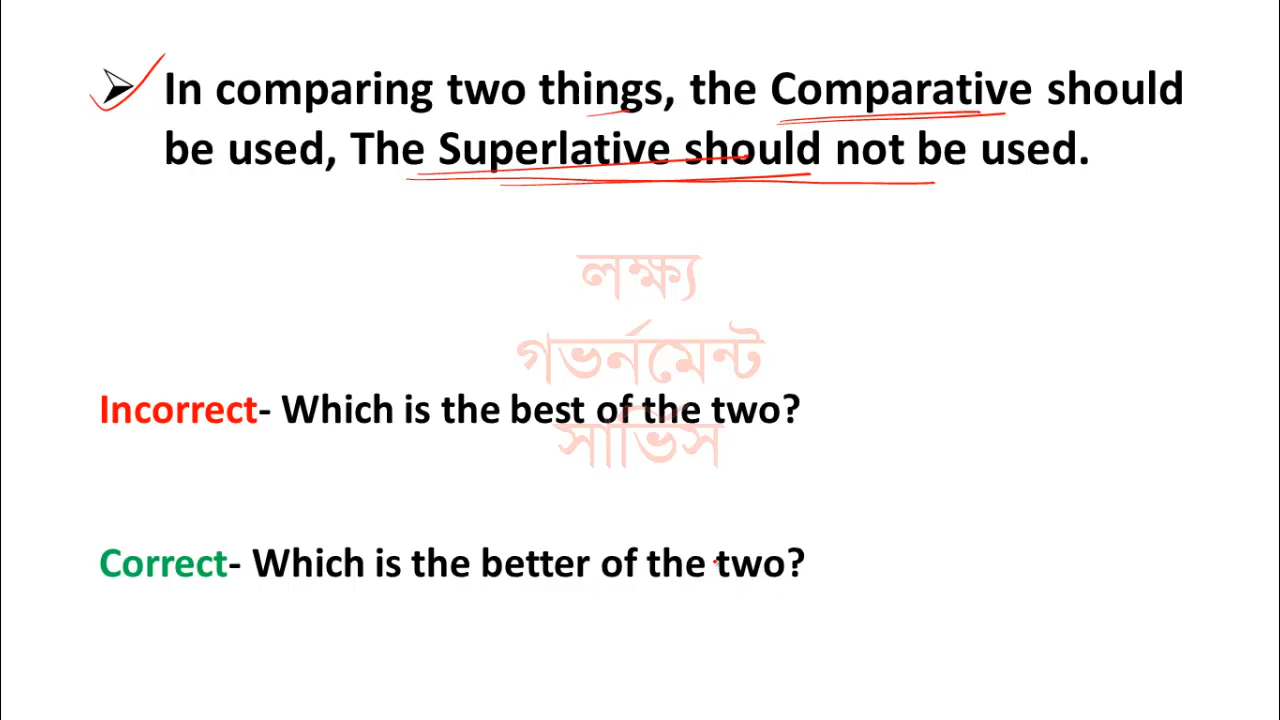 In comparing two things, the Comparative should
be used, The Superlative should not be used.
লক্ষ্য
গভর্নমেন্ট
Incorrect- Which is the best of the two?
সার্ভিস
Correct- Which is the better of the two?